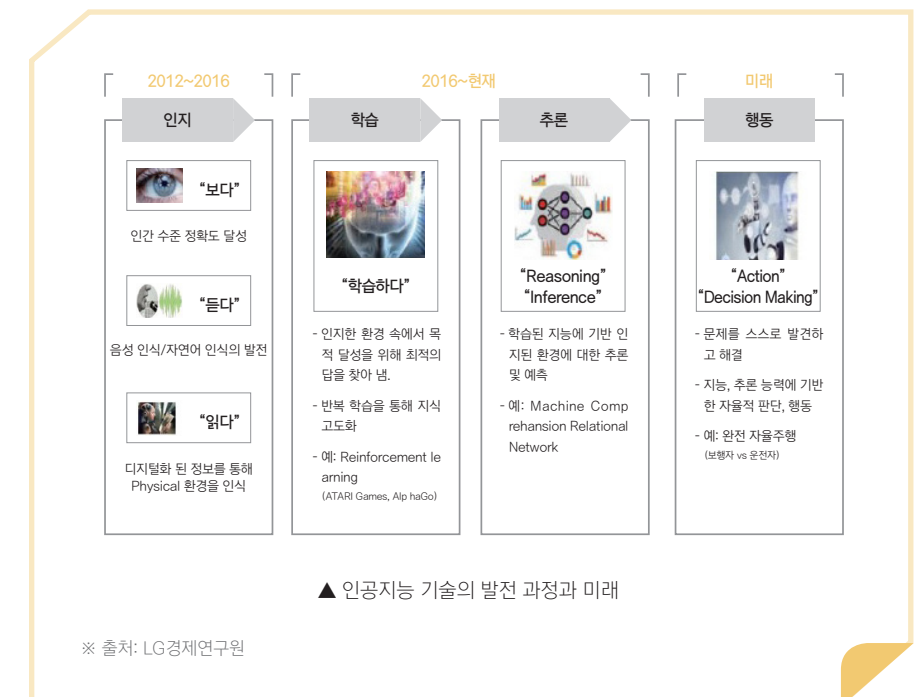 2012~2016
2016~현재
미래
인지
학습
추론
행동
“보다”
인간 수준 정확도 달성
“듣다”
음성 인식/자연어 인식의 발전
“읽다”
디지털화 된 정보를 통해
Physical 환경을 인식
“학습하다”
- 인지한 환경 속에서 목
적 달성을 위해 최적의
답을 찾아 냄.
- 반복 학습을 통해 지식
고도화
- 예: Reinforcement le
arning
(ATARI Games, Alp haGo)
“Reasoning”
“Inference”
- 학습된 지능에 기반 인
지된 환경에 대한 추론
및 예측
- 예: Machine Comp
rehansion Relational
Network
“Action”
“Decision Making”
- 문제를 스스로 발견하
고 해결
- 지능, 추론 능력에 기반
한 자율적 판단, 행동
- 예: 완전 자율주행
(보행자 vs 운전자)
▲ 인공지능 기술의 발전 과정과 미래
※ 출처: LG경제연구원